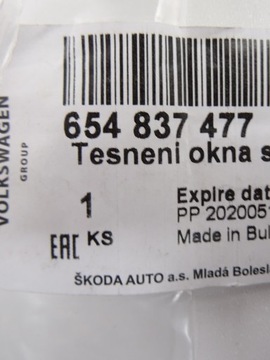 VOLKSWAGEN
GROUP
654 837 477
Tesneni okna s
1
KS
Expire dat
PP 2020051
Made in Bul
EAC
ŠKODA AUTO a.s. Mladá Bolesl